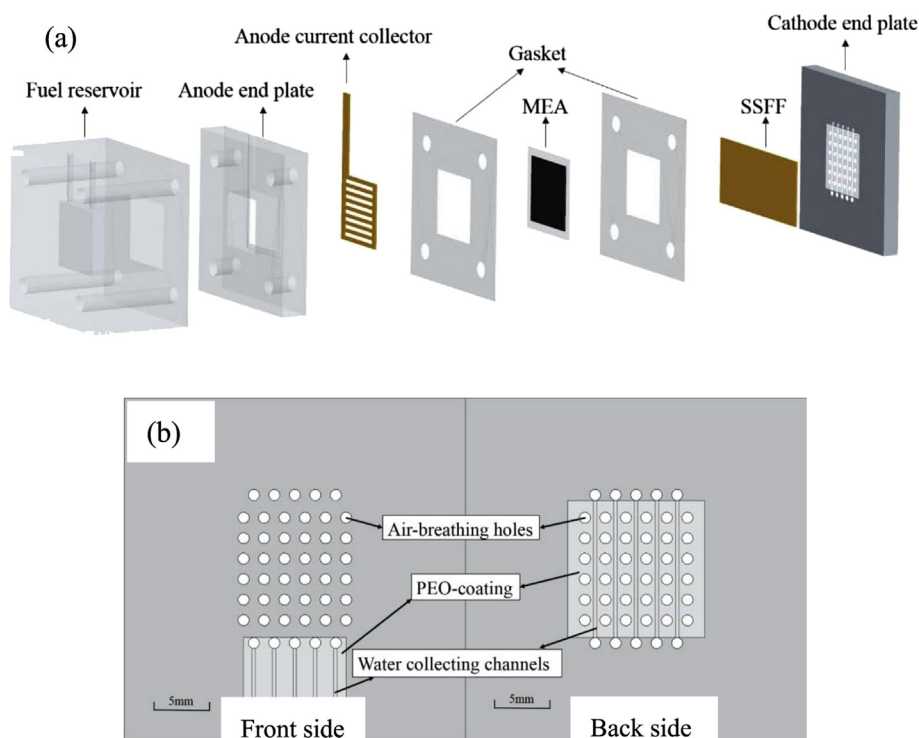 (a)
Anode current collector
Gasket
Cathode end plate
Fuel reservoir
Anode end plate
MEA
SSFF
(b)
Air-breathing holes
PEO-coating
Water collecting channels
5mm
5mm
Front side
Back side